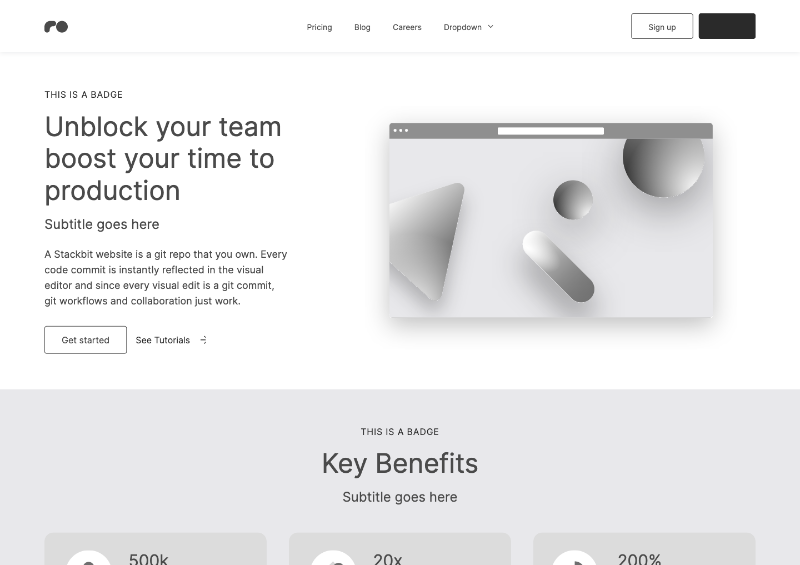 Pricing
Blog
Careers
Dropdown
Sign up
THIS IS A BADGE
Unblock your team
boost your time to
production
Subtitle goes here
A Stackbit website is a git repo that you own. Every
code commit is instantly reflected in the visual
editor and since every visual edit is a git commit,
git workflows and collaboration just work.
Get started
See Tutorials
THIS IS A BADGE
Key Benefits
Subtitle goes here
500k
20x
200%